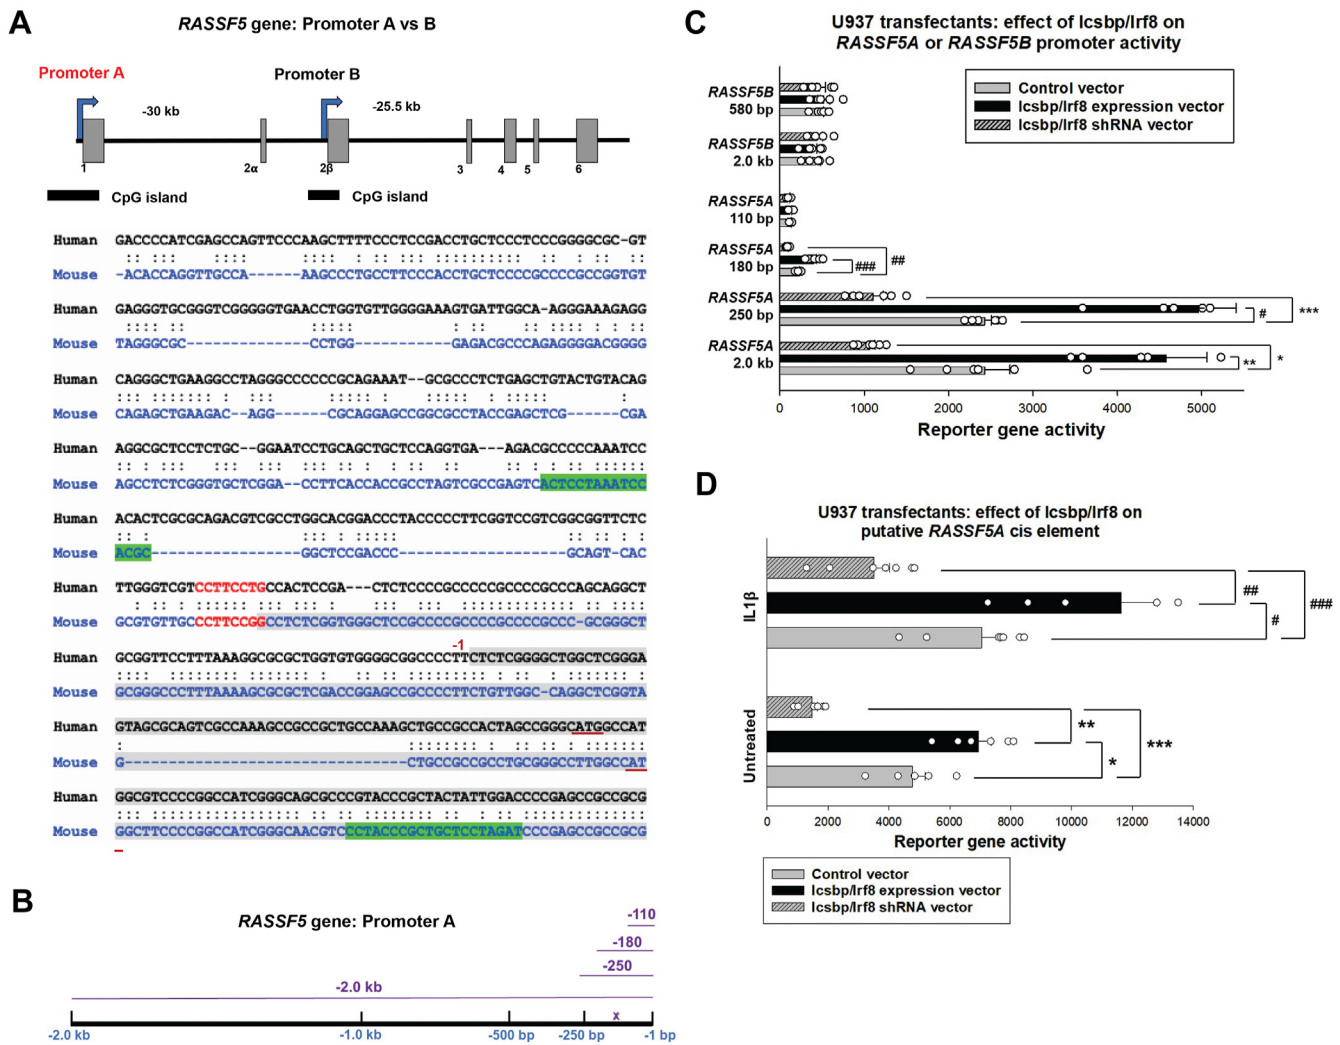 A
RASSF5 gene: Promoter A vs B
Promoter A
Promoter B
-30 kb
-25.5 kb
1
2α
2β
3
4
5
6
CpG island
CpG island
Human GACCCCATCGAGCCAGTTCCCAAGCTTTTCCCTCCGACCTGCTCCCTCCCGGGGCGC-GT
Mouse -ACACCAGGTTGCCA------AAGCCCTGCCTTCCCACCTGCTCCCCGCCCCGCCGGTGT
Human GAGGGTGCGGGTCGGGGGGTGAACCTGGTGTTGGGGAAAGTGATTGGCA-AGGGAAAGAGG
Mouse TAGGGCGC--------------CCTGG-----------GAGACGCCCAGAGGGGACGGGG
Human CAGGGCTGAAGGCCTAGGGCCCCCCGCAGAAAT--GCGCCCTCTGAGCTGTACTGTACAG
Mouse CAGAGCTGAAGAC--AGG------CGCAGGAGCCGGCGCCTACCGAGCTCG------CGA
Human AGGCGCTCCTCTGC--GGAATCCTGCAGCTGCTCCAGGTGA---AGACGCCCCCAAATCC
Mouse AGCCTCTCGGGTGCTCGGA--CCTTCACCACCGCCTAGTCGCCGAGTCACTCCTAAATCC
Human ACACTCGCGCAGACGTCGCCTGGCACGGACCCTACCCCCTTCGGTCCGTCGGCGGTTCTC
Mouse ACGC-----------------GGCTCCGACCC-------------------GCAGT-CAC
Human TTGGGTCGTCCTTCCTGCCACTCCGA---CTCTCCCCGCCCCCGCCCCGCCCAGCAGGCT
Mouse GCGTGTTGCCCTTCCGGCCTCTCGGTGGGCTCCGCCCCGCCCCGCCCCGCCC-GCGGGCT
-1
Human GCGGTTCCTTTAAAGGCGCGCTGGTGTGGGGCGGCCCCTTCTCTCGGGGCTGGCTCGGGA
Mouse GCGGGCCCTTTAAAAGCGCGCTCGACCGGAGCCGCCCCTTCTGTTGGC-CAGGCTCGGTA
Human GTAGCGCAGTCGCCAAAGCCGCCGCTGCCAAAGCTGCCGCCACTAGCCGGGCATGGCCAT
Mouse G--------------------------------CTGCCGCCGCCTGCGGGCCTTGGCCAT
Human GGCGTCCCCGGCCATCGGGCAGCGCCCGTACCCGCTACTATTGGACCCCGAGCCGCCGCG
Mouse GGCTTCCCCGGCCATCGGGCAACGTCCCTACCCGCTGCTCCTAGATCCCGAGCCGCCGCG
B
RASSF5 gene: Promoter A
-110
-180
-250
-2.0 kb
x
-2.0 kb
-1.0 kb
-500 bp
-250 bp
-1 bp
C
U937 transfectants: effect of Icsbp/Irf8 on
RASSF5A or RASSF5B promoter activity
Control vector
Icsbp/Irf8 expression vector
Icsbp/Irf8 shRNA vector
RASSF5B
580 bp
RASSF5B
2.0 kb
RASSF5A
110 bp
RASSF5A
180 bp
###
##
RASSF5A
250 bp
#
***
RASSF5A
2.0 kb
**
*
0
1000
2000
3000
4000
5000
Reporter gene activity
D
U937 transfectants: effect of Icsbp/Irf8 on
putative RASSF5A cis element
IL1β
##
#
###
Untreated
**
*
***
0
2000
4000
6000
8000
10000
12000
14000
Reporter gene activity
Control vector
Icsbp/Irf8 expression vector
Icsbp/Irf8 shRNA vector